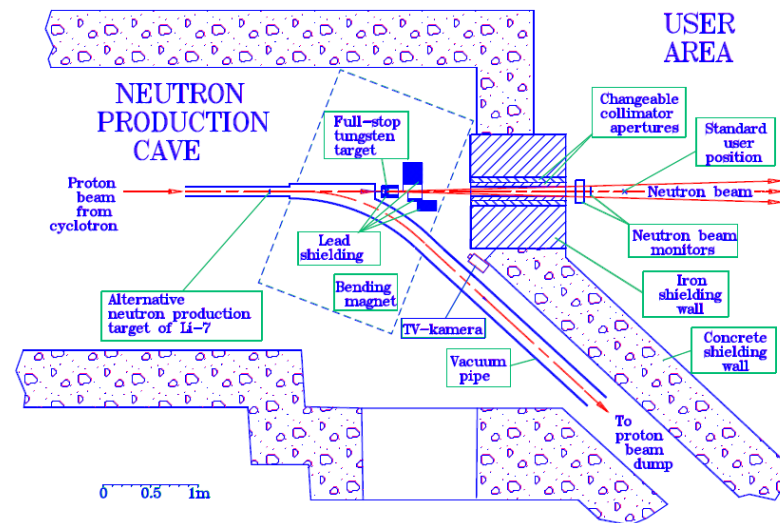 USER
AREA
NEUTRON
PRODUCTION
CAVE
Full-stop
tungsten
target
Changeable
collimator
apertures
Standard
user
position
Proton
beam
from
cyclotron
Neutron beam
Lead
shielding
Neutron beam
monitors
Bending
magnet
Iron
shielding
wall
Alternative
neutron production
target of Li-7
TV-kamera
Concrete
shielding
wall
Vacuum
pipe
To
proton
beam
dump
0 0.5 1m